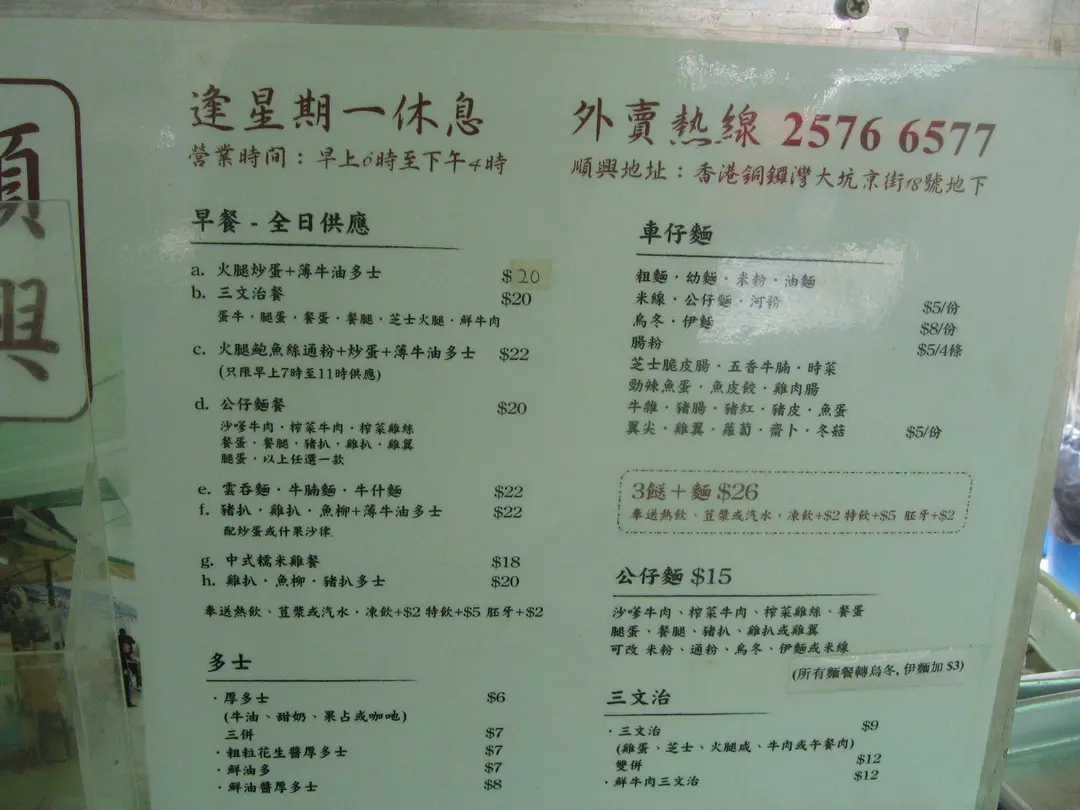 順
興
逢星期一休息
營業時間：早上6時至下午4時
外賣熱線 2576 6577
順興地址：香港銅鑼灣大坑京街18號地下
早餐 - 全日供應
a. 火腿炒蛋+薄牛油多士 $20
b. 三文治餐 $20
蛋牛．腿蛋．餐蛋．餐腿．芝士火腿．鮮牛肉
c. 火腿鮑魚絲通粉+炒蛋+薄牛油多士 $22
(只限早上7時至11時供應)
d. 公仔麵餐 $20
沙嗲牛肉．榨菜牛肉．榨菜雞絲
餐蛋．餐腿．豬扒．雞扒．雞翼
腿蛋．以上任選一款
e. 雲吞麵．牛腩麵．牛什麵 $22
f. 豬扒．雞扒．魚柳+薄牛油多士 $22
配炒蛋或什果沙律
g. 中式糯米雞餐 $18
h. 雞扒．魚柳．豬扒多士 $20
奉送熱飲、荳漿或汽水，凍飲+$2 特飲+$5 胚牙+$2
多士
．厚多士 $6
(牛油、甜奶、果占或咖吔)
三併 $7
．粗粒花生醬厚多士 $7
．鮮油多 $7
．鮮油醬厚多士 $8
車仔麵
粗麵．幼麵．米粉．油麵
米線．公仔麵．河粉 $5/份
烏冬．伊麵 $8/份
腸粉 $5/4條
芝士脆皮腸．五香牛腩．時菜
勁辣魚蛋．魚皮餃．雞肉腸
牛雜．豬腸．豬紅．豬皮．魚蛋
翼尖．雞翼．蘿蔔．齋卜．冬菇 $5/份
3餸＋麵 $26
奉送熱飲、荳漿或汽水，凍飲+$2 特飲+$5 胚牙+$2
公仔麵 $15
沙嗲牛肉、榨菜牛肉、榨菜雞絲、餐蛋
腿蛋、餐腿、豬扒、雞扒或雞翼
可改 米粉、通粉、烏冬、伊麵或米線
(所有麵餐轉烏冬, 伊麵加 $3)
三文治
．三文治 $9
(雞蛋、芝士、火腿咸、牛肉或午餐肉)
雙併 $12
．鮮牛肉三文治 $12